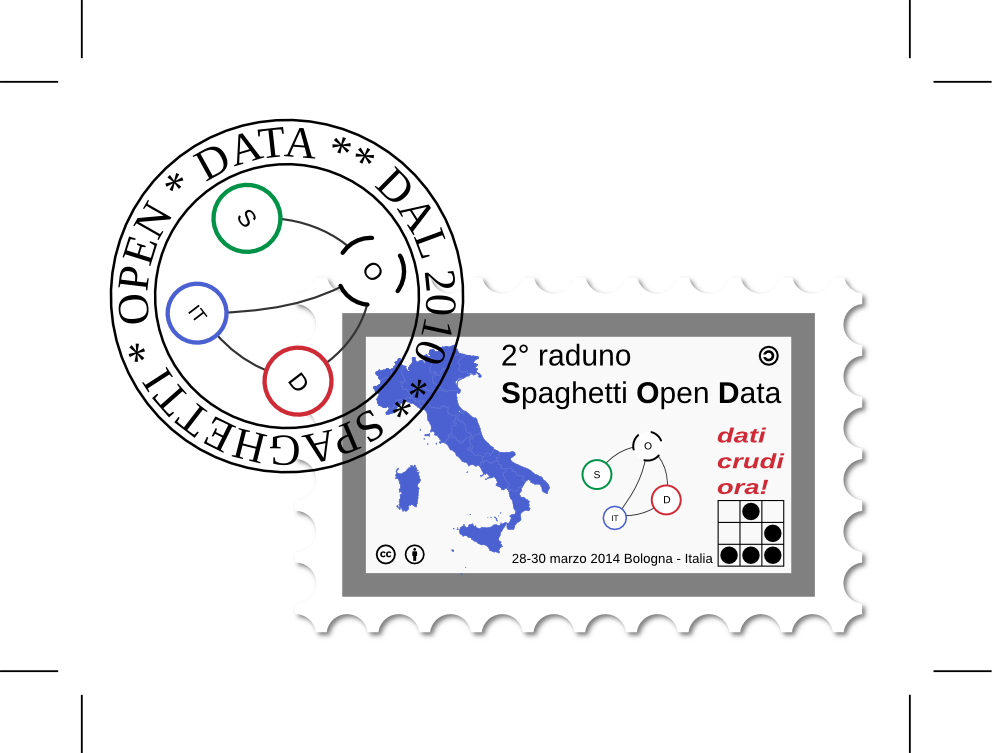 SPAGHETTI * OPEN * DATA ** DAL 2010 **
S
O
IT
D
2° raduno
Spaghetti Open Data
dati
crudi
ora!
O
S
D
IT
cc
28-30 marzo 2014 Bologna - Italia